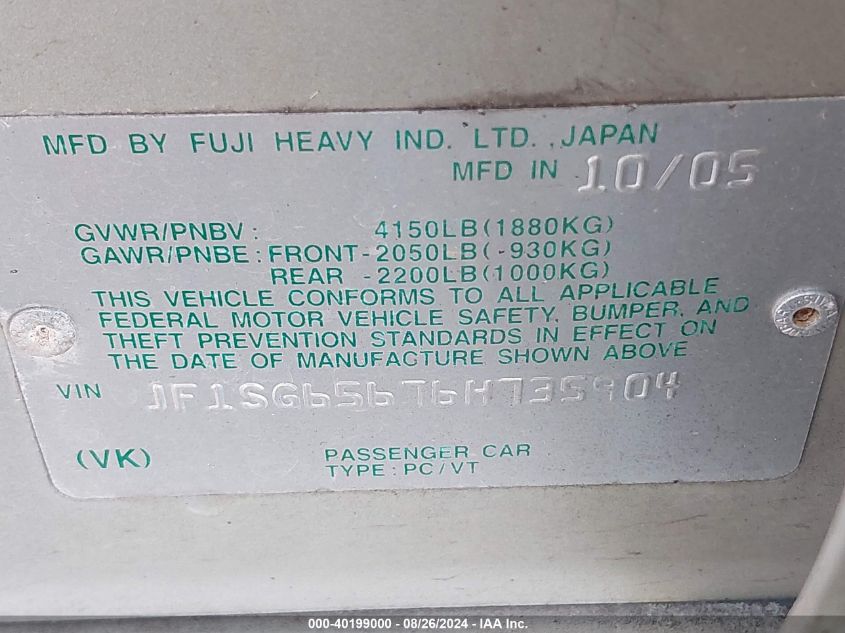 MFD BY FUJI HEAVY IND. LTD. ,JAPAN
MFD IN 10/05
GVWR/PNBV: 4150LB(1880KG)
GAWR/PNBE: FRONT-2050LB(-930KG)
REAR -2200LB(1000KG)
THIS VEHICLE CONFORMS TO ALL APPLICABLE
FEDERAL MOTOR VEHICLE SAFETY, BUMPER, AND
THEFT PREVENTION STANDARDS IN EFFECT ON
THE DATE OF MANUFACTURE SHOWN ABOVE
VIN JF1SG65676H735904
(VK) PASSENGER CAR
TYPE: PC/VT
000-40199000 - 08/26/2024 - IAA Inc.